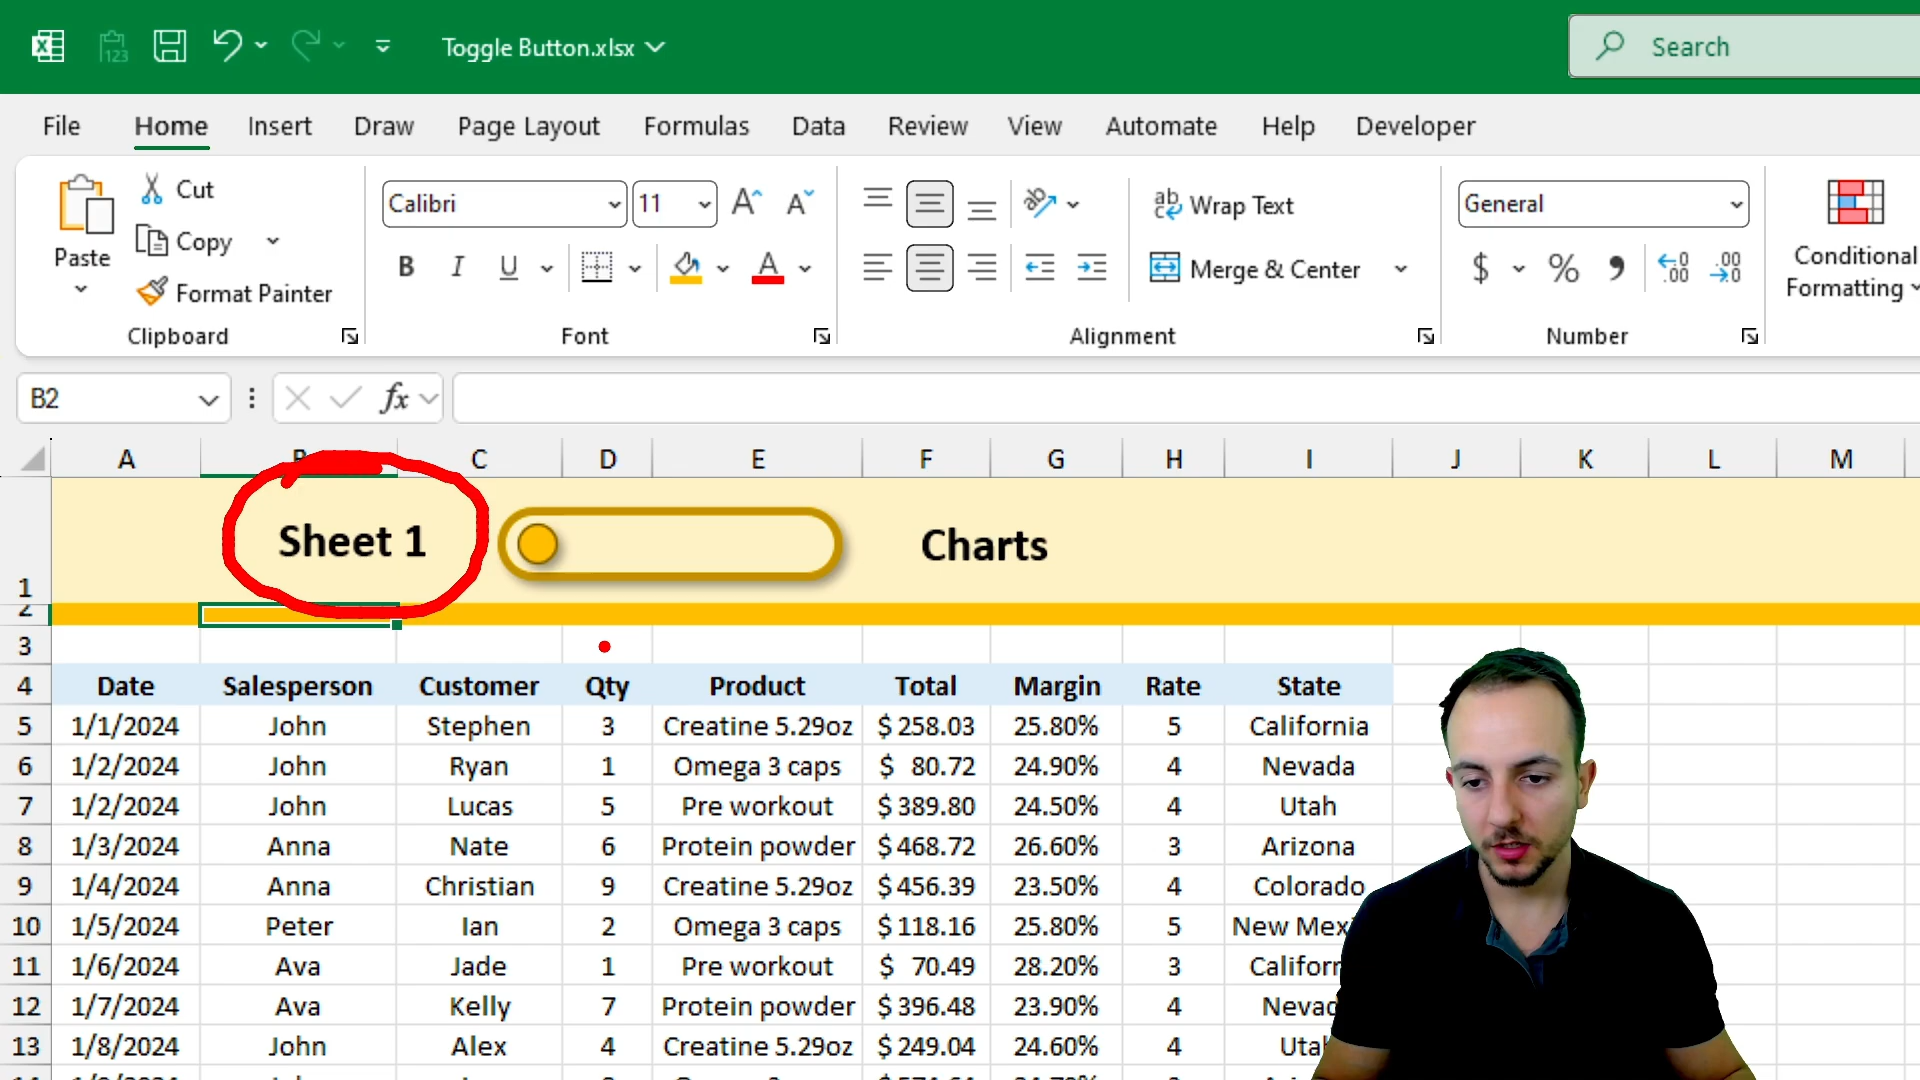 Toggle Button.xlsx
Search
File Home Insert Draw Page Layout Formulas Data Review View Automate Help Developer
Paste
Cut
Copy
Format Painter
Clipboard
Calibri 11
B I U
Font
Wrap Text
Merge & Center
Alignment
General
$ %
Number
Conditional
Formatting
B2 fx
A C D E F G H I J K L M
1 Sheet 1 Charts
2
3
4 Date Salesperson Customer Qty Product Total Margin Rate State
5 1/1/2024 John Stephen 3 Creatine 5.29oz $ 258.03 25.80% 5 California
6 1/2/2024 John Ryan 1 Omega 3 caps $ 80.72 24.90% 4 Nevada
7 1/2/2024 John Lucas 5 Pre workout $ 389.80 24.50% 4 Utah
8 1/3/2024 Anna Nate 6 Protein powder $ 468.72 26.60% 3 Arizona
9 1/4/2024 Anna Christian 9 Creatine 5.29oz $ 456.39 23.50% 4 Colorado
10 1/5/2024 Peter Ian 2 Omega 3 caps $ 118.16 25.80% 5 New
11 1/6/2024 Ava Jade 1 Pre workout $ 70.49 28.20% 3
12 1/7/2024 Ava Kelly 7 Protein powder $ 396.48 23.90% 4
13 1/8/2024 John Alex 4 Creatine 5.29oz $ 249.04 24.60% 4